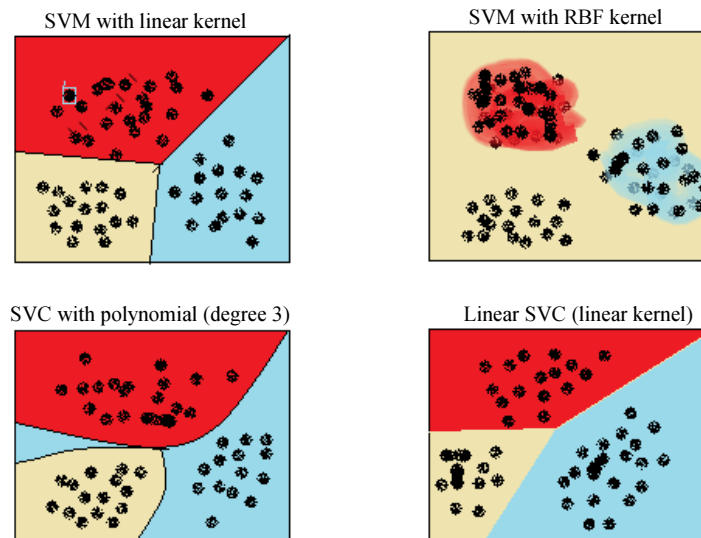 SVM with linear kernel
SVM with RBF kernel
SVC with polynomial (degree 3)
Linear SVC (linear kernel)